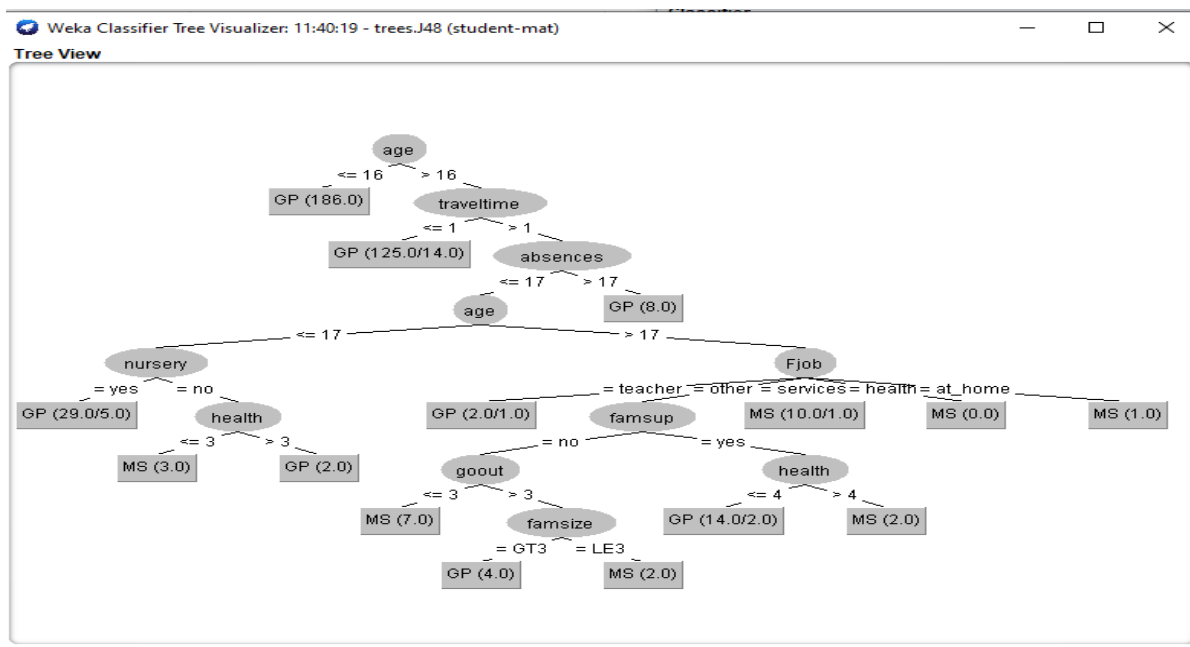 Weka Classifier Tree Visualizer: 11:40:19 - trees.J48 (student-mat)
Tree View
age
<= 16 > 16
GP (186.0) traveltime
<= 1 > 1
GP (125.0/14.0) absences
<= 17 > 17
age GP (8.0)
<= 17 > 17
nursery Fjob
= yes = no = teacher = other = services = health = at_home
GP (29.0/5.0) health GP (2.0/1.0) famsup MS (10.0/1.0) MS (0.0) MS (1.0)
<= 3 > 3 = no = yes
MS (3.0) GP (2.0) goout health
<= 3 > 3 <= 4 > 4
MS (7.0) famsize GP (14.0/2.0) MS (2.0)
= GT3 = LE3
GP (4.0) MS (2.0)